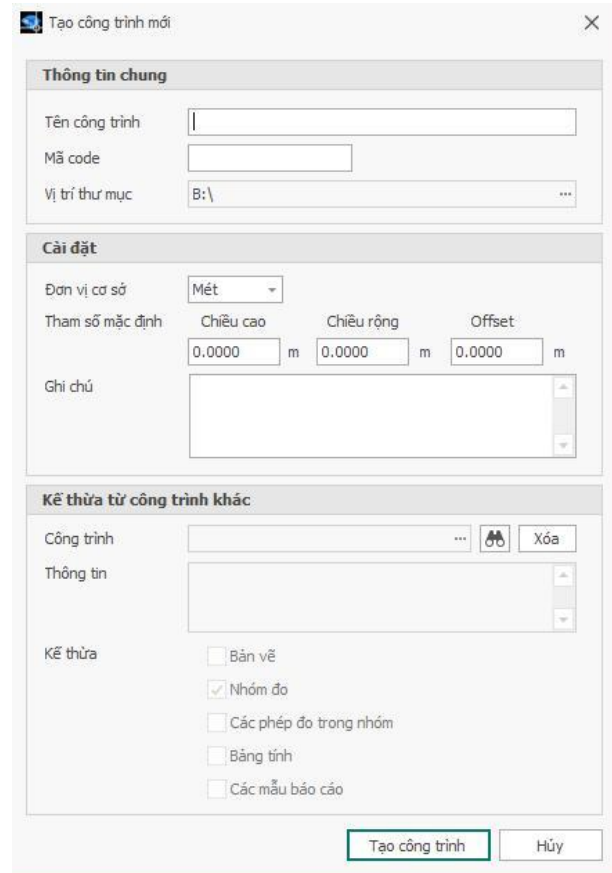 Tạo công trình mới
Thông tin chung
Tên công trình
Mã code
Vị trí thư mục B:\ ...
Cài đặt
Đơn vị cơ sở Mét
Tham số mặc định Chiều cao Chiều rộng Offset
0.0000 m 0.0000 m 0.0000 m
Ghi chú
Kế thừa từ công trình khác
Công trình ... Xóa
Thông tin
Kế thừa Bản vẽ
Nhóm đo
Các phép đo trong nhóm
Bảng tính
Các mẫu báo cáo
Tạo công trình Hủy